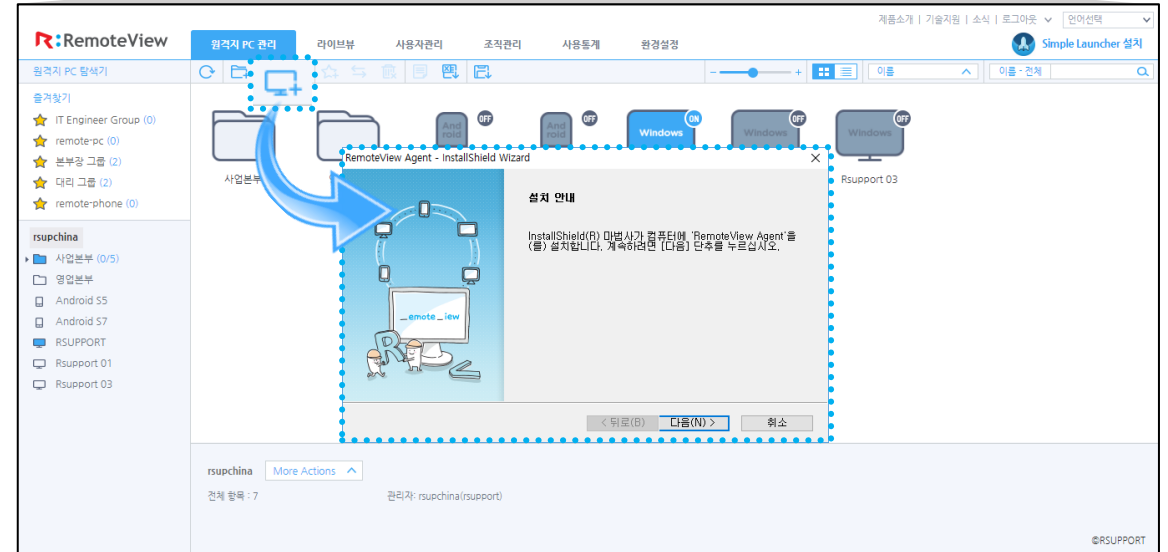 제품소개 | 기술지원 | 소식 | 로그아웃 언어선택
RemoteView 원격지 PC 관리 라이브뷰 사용자관리 조직관리 사용통계 환경설정 Simple Launcher 설치
원격지 PC 탐색기 - + 이름 이름 - 전체
즐겨찾기
IT Engineer Group (0)
remote-pc (0)
본부장 그룹 (2)
대리 그룹 (2)
remote-phone (0)
rsupchina
사업본부 (0/5)
영업본부
Android S5
Android S7
RSUPPORT
Rsupport 01
Rsupport 03
And roid OFF
And roid OFF
Windows ON
Windows OFF
Windows OFF
사업본부
Rsupport 03
RemoteView Agent - InstallShield Wizard
설치 안내
InstallShield(R) 마법사가 컴퓨터에 'RemoteView Agent'을
(를) 설치합니다. 계속하려면 [다음] 단추를 누르십시오.
_emote_iew
R V
< 뒤로(B) 다음(N) > 취소
rsupchina More Actions
전체 항목 : 7 관리자: rsupchina(rsupport)
©RSUPPORT